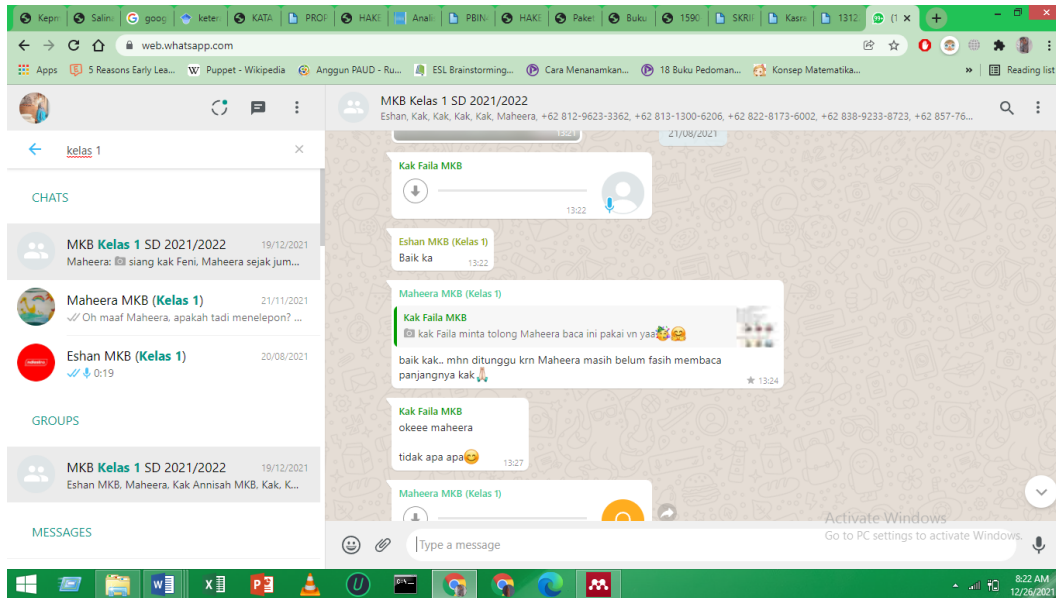 Kepri
Salin
G goog
keter
KATA
PROF
HAKE
Anali
PBIN-
HAKE
Paket
Buku
1590
SKRII
Kasra
1312
(1
web.whatsapp.com
Apps
5 Reasons Early Lea...
W Puppet - Wikipedia
Anggun PAUD - Ru...
ESL Brainstorming...
Cara Menanamkan...
18 Buku Pedoman...
Konsep Matematika...
»
Reading list
kelas 1
CHATS
MKB Kelas 1 SD 2021/2022 19/12/2021
Maheera: siang kak Feni, Maheera sejak jum...
Maheera MKB (Kelas 1) 21/11/2021
Oh maaf Maheera, apakah tadi menelepon? ...
Eshan MKB (Kelas 1) 20/08/2021
0:19
GROUPS
MKB Kelas 1 SD 2021/2022 19/12/2021
Eshan MKB, Maheera, Kak Annisah MKB, Kak, K...
MESSAGES
MKB Kelas 1 SD 2021/2022
Eshan, Kak, Kak, Kak, Kak, Maheera, +62 812-9623-3362, +62 813-1300-6206, +62 822-8173-6002, +62 838-9233-8723, +62 857-76...
13:21
21/08/2021
Kak Faila MKB
13:22
Eshan MKB (Kelas 1)
Baik ka 13:22
Maheera MKB (Kelas 1)
Kak Faila MKB
kak Faila minta tolong Maheera baca ini pakai vn yaa🥰🤗
baik kak.. mhn ditunggu krn Maheera masih belum fasih membaca
panjangnya kak🙏🏻
★ 13:24
Kak Faila MKB
okeee maheera
tidak apa apa😊 13:27
Maheera MKB (Kelas 1)
Activate Windows
Go to PC settings to activate Windows.
Type a message
8:22 AM
12/26/2021